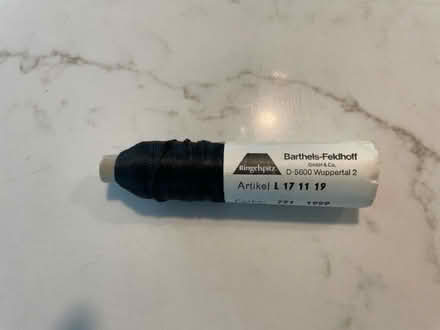 Ringelspitz
Barthels-Feldhoff
GmbH & Co.
D-5600 Wuppertal 2
Artikel L 17 11 19